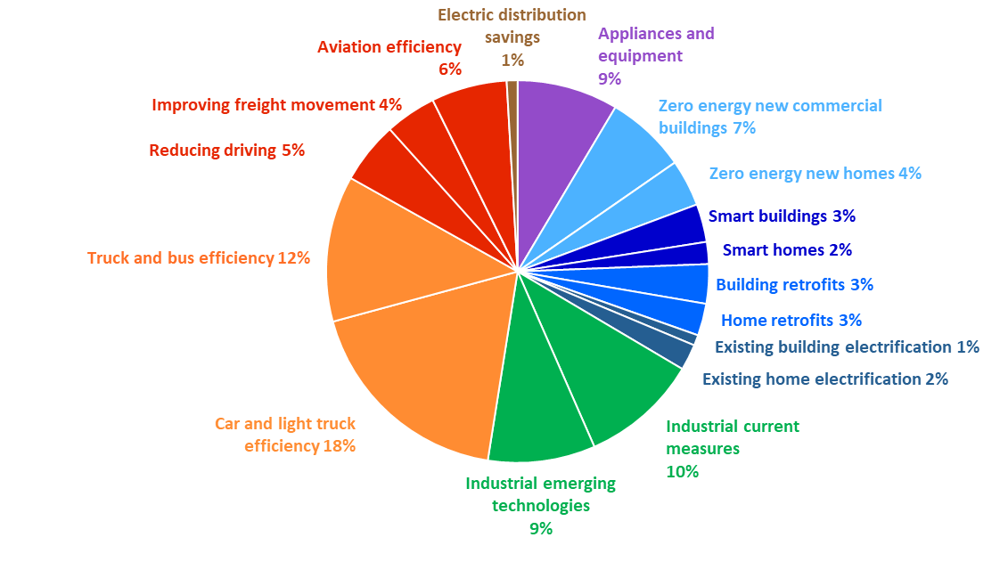 Electric distribution
savings
1%
Appliances and
equipment
9%
Zero energy new commercial
buildings 7%
Zero energy new homes 4%
Smart buildings 3%
Smart homes 2%
Building retrofits 3%
Home retrofits 3%
Existing building electrification 1%
Existing home electrification 2%
Industrial current
measures
10%
Industrial emerging
technologies
9%
Car and light truck
efficiency 18%
Truck and bus efficiency 12%
Reducing driving 5%
Improving freight movement 4%
Aviation efficiency
6%